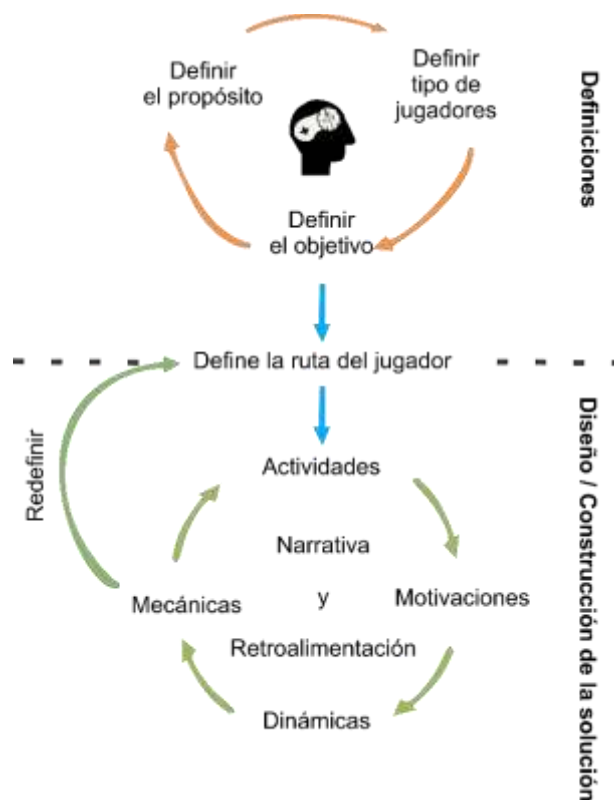 Definir
el propósito
Definir
tipo de
jugadores
Definir
el objetivo
Definiciones
Define la ruta del jugador
Redefinir
Actividades
Narrativa
y
Retroalimentación
Motivaciones
Mecánicas
Dinámicas
Diseño / Construcción de la solución